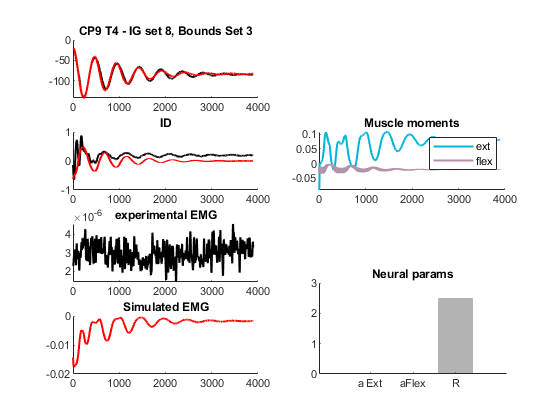 CP9 T4 - IG set 8, Bounds Set 3
0
-50
-100
0 1000 2000 3000 4000
ID
1
0
-1
0 1000 2000 3000 4000
Muscle moments
0.1
0.05
0
-0.05
ext
flex
0 1000 2000 3000 4000
×10^-6 experimental EMG
4
3
2
0 1000 2000 3000 4000
Simulated EMG
0
-0.01
-0.02
0 1000 2000 3000 4000
Neural params
3
2
1
0
a Ext aFlex R